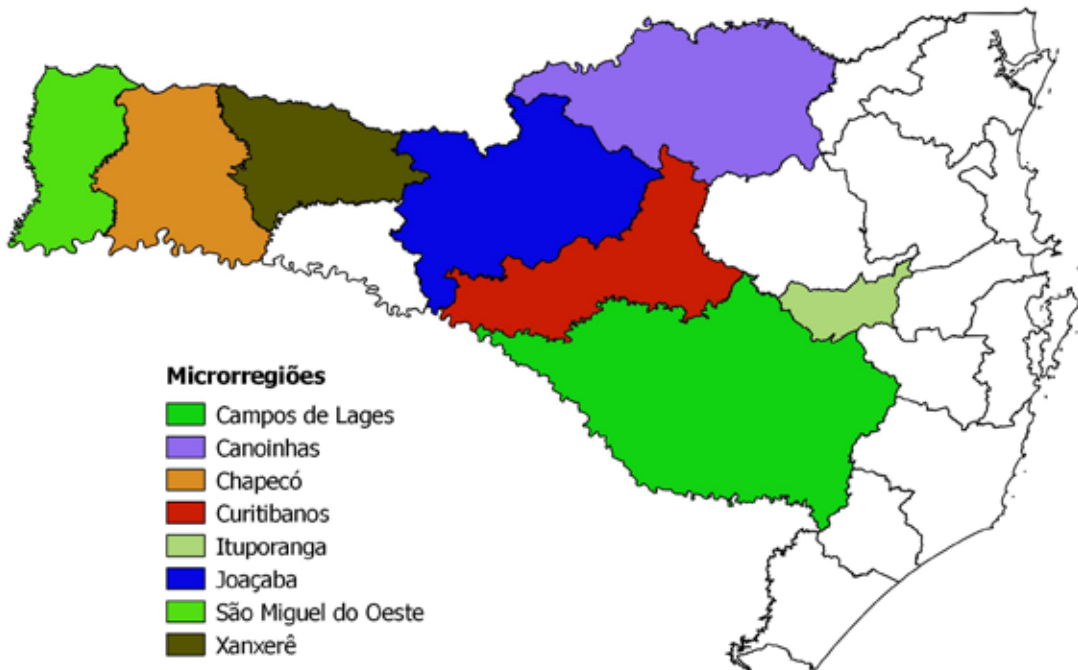 Microrregiões
Campos de Lages
Canoinhas
Chapecó
Curitibanos
Ituporanga
Joaçaba
São Miguel do Oeste
Xanxerê